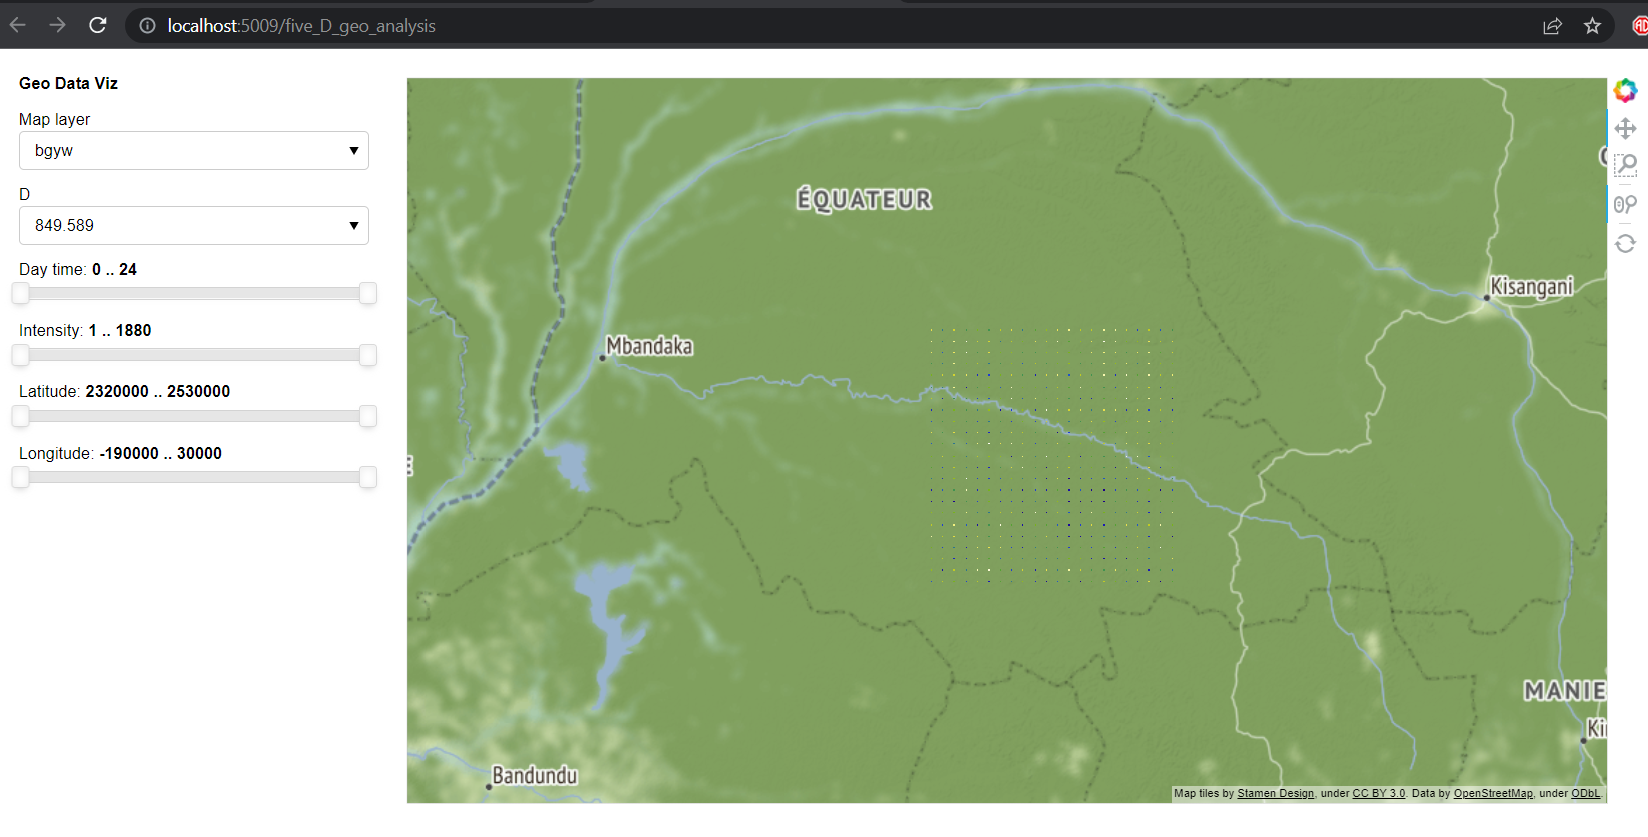 localhost:5009/five_D_geo_analysis
Geo Data Viz
Map layer
bgyw
D
849.589
Day time: 0 .. 24
Intensity: 1 .. 1880
Latitude: 2320000 .. 2530000
Longitude: -190000 .. 30000
ÉQUATEUR
Kisangani
Mbandaka
MANIE
Ki
Bandundu
Map tiles by Stamen Design, under CC BY 3.0. Data by OpenStreetMap, under ODbL.